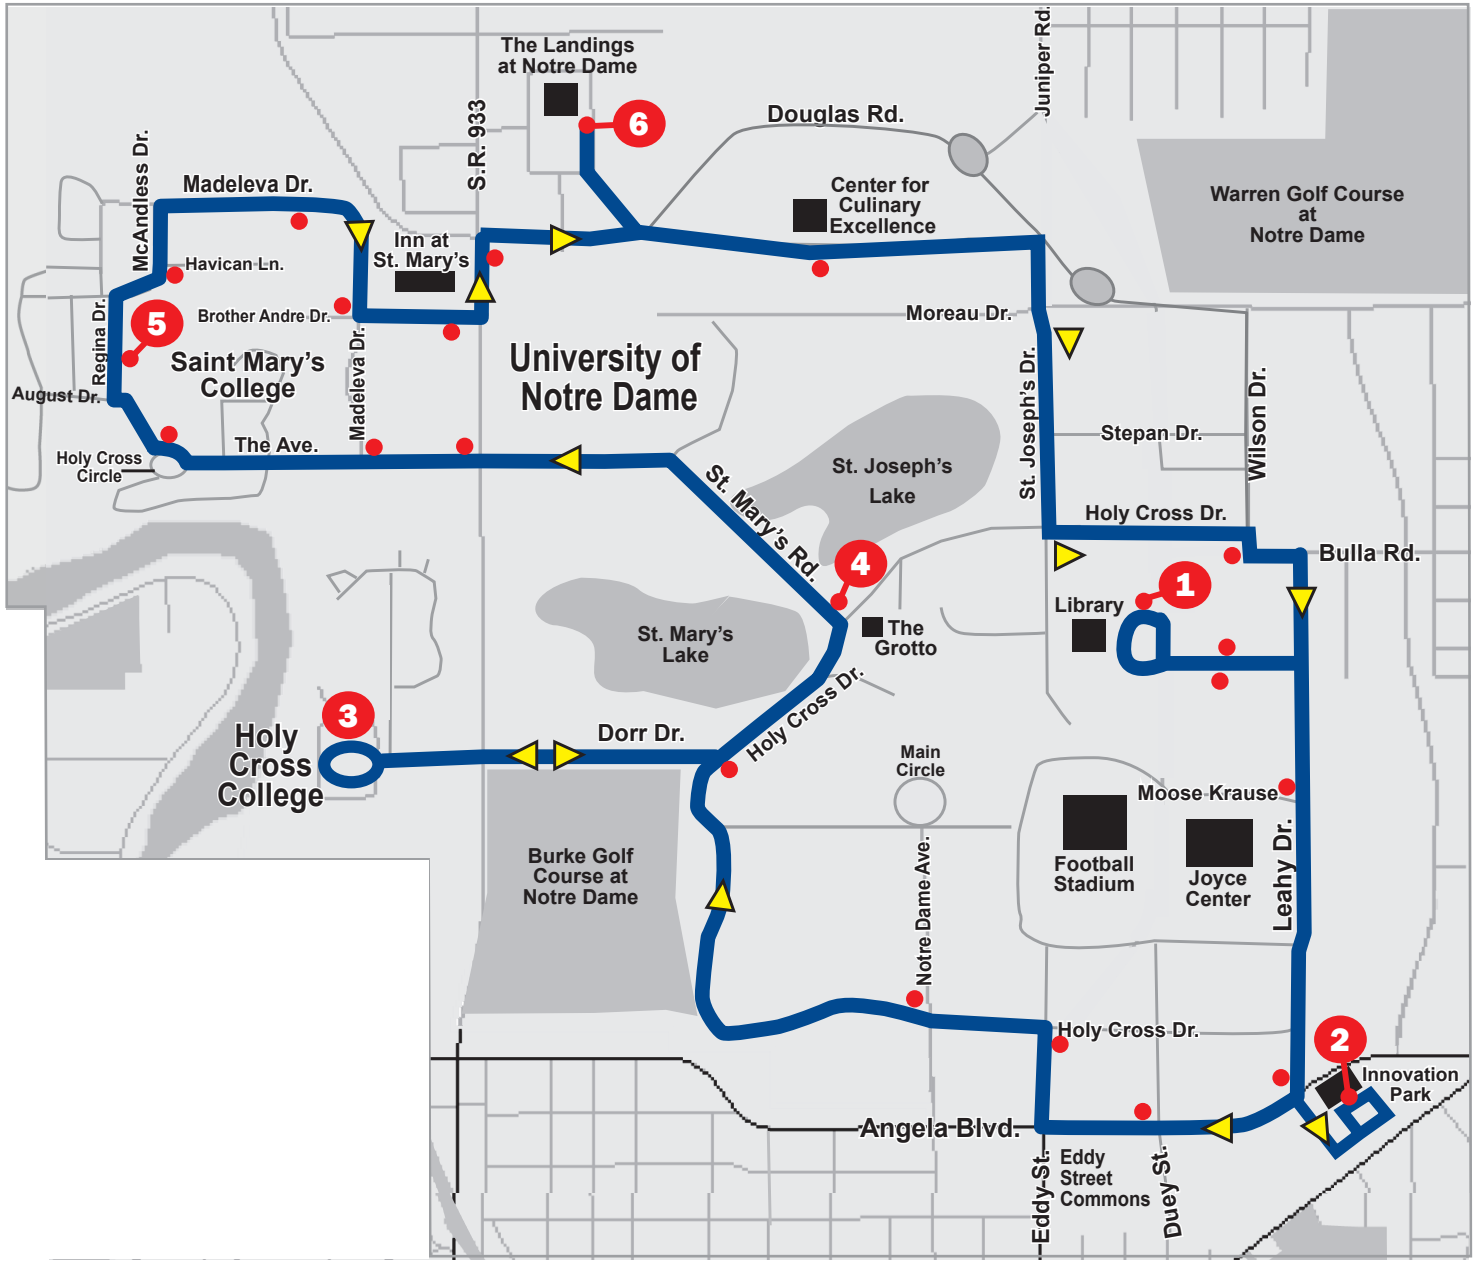 The Landings
at Notre Dame
Juniper Rd.
6
S.R. 933
Douglas Rd.
McAndless Dr.
Madeleva Dr.
Center for
Culinary
Excellence
Warren Golf Course
at
Notre Dame
Inn at
St. Mary's
Havican Ln.
Regina Dr.
5
Brother Andre Dr.
Moreau Dr.
University of
Notre Dame
Saint Mary's
College
Madeleva Dr.
August Dr.
St. Joseph's Dr.
Wilson Dr.
Stepan Dr.
The Ave.
Holy Cross
Circle
St. Joseph's
Lake
St. Mary's Rd.
Holy Cross Dr.
Bulla Rd.
4
1
Library
The
Grotto
St. Mary's
Lake
Holy Cross Dr.
3
Holy
Cross
College
Dorr Dr.
Main
Circle
Moose Krause
Football
Stadium
Joyce
Center
Leahy Dr.
Burke Golf
Course at
Notre Dame
Notre Dame Ave.
Holy Cross Dr.
2
Innovation
Park
Angela Blvd.
Eddy St.
Eddy
Street
Commons
Duey St.